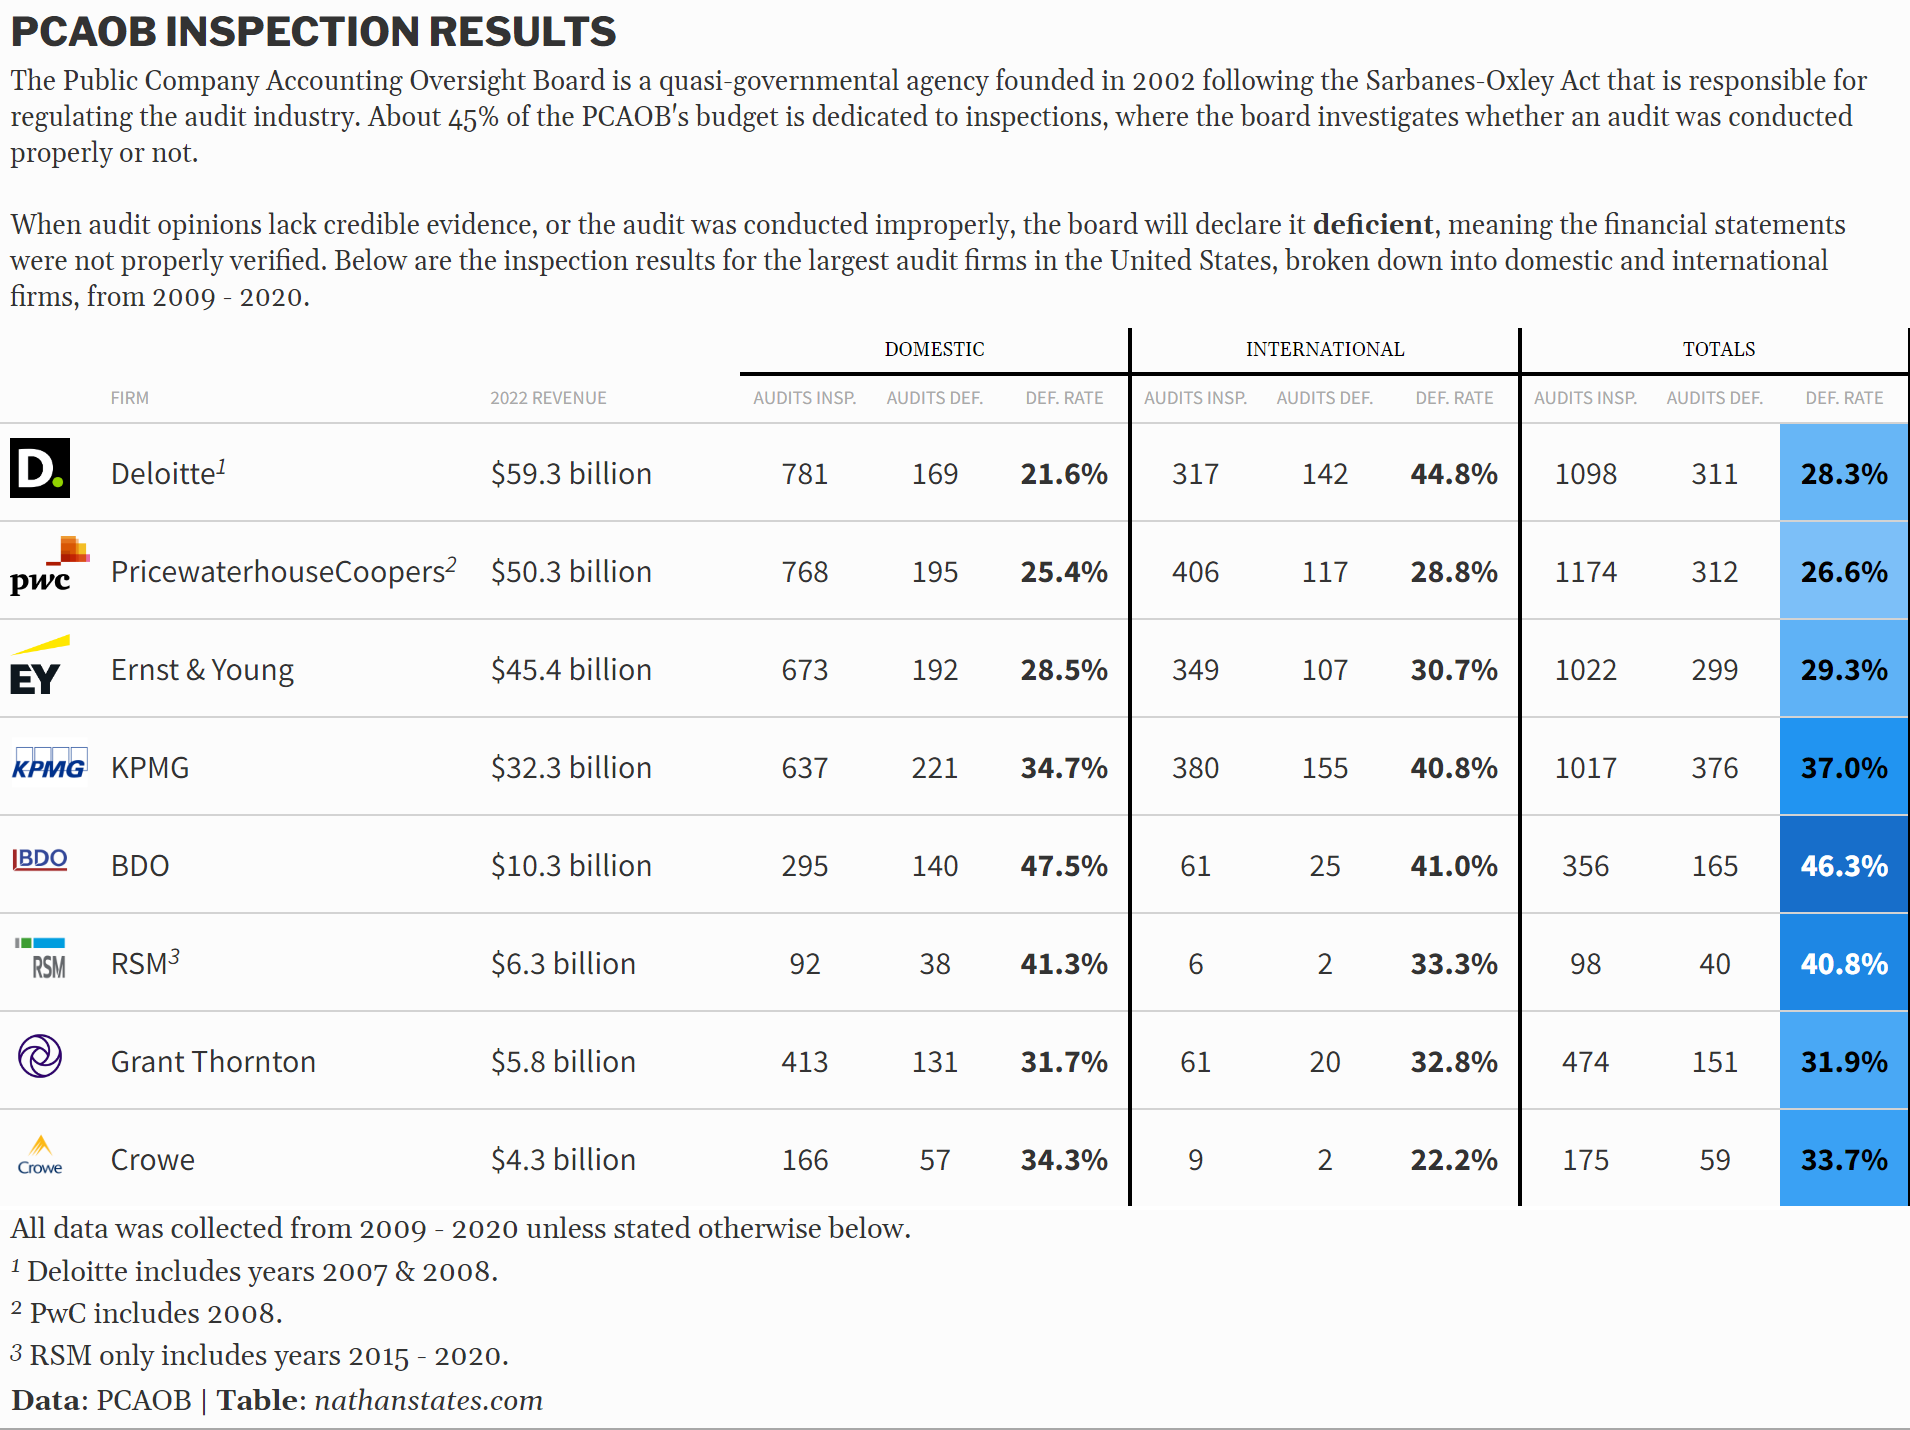 PCAOB INSPECTION RESULTS
The Public Company Accounting Oversight Board is a quasi-governmental agency founded in 2002 following the Sarbanes-Oxley Act that is responsible for
regulating the audit industry. About 45% of the PCAOB's budget is dedicated to inspections, where the board investigates whether an audit was conducted
properly or not.
When audit opinions lack credible evidence, or the audit was conducted improperly, the board will declare it deficient, meaning the financial statements
were not properly verified. Below are the inspection results for the largest audit firms in the United States, broken down into domestic and international
firms, from 2009 - 2020.
DOMESTIC INTERNATIONAL TOTALS
FIRM 2022 REVENUE AUDITS INSP. AUDITS DEF. DEF. RATE AUDITS INSP. AUDITS DEF. DEF. RATE AUDITS INSP. AUDITS DEF. DEF. RATE
D. Deloitte1 $59.3 billion 781 169 21.6% 317 142 44.8% 1098 311 28.3%
pwc PricewaterhouseCoopers2 $50.3 billion 768 195 25.4% 406 117 28.8% 1174 312 26.6%
EY Ernst & Young $45.4 billion 673 192 28.5% 349 107 30.7% 1022 299 29.3%
KPMG KPMG $32.3 billion 637 221 34.7% 380 155 40.8% 1017 376 37.0%
BDO BDO $10.3 billion 295 140 47.5% 61 25 41.0% 356 165 46.3%
RSM RSM3 $6.3 billion 92 38 41.3% 6 2 33.3% 98 40 40.8%
Grant Thornton $5.8 billion 413 131 31.7% 61 20 32.8% 474 151 31.9%
Crowe Crowe $4.3 billion 166 57 34.3% 9 2 22.2% 175 59 33.7%
All data was collected from 2009 - 2020 unless stated otherwise below.
1 Deloitte includes years 2007 & 2008.
2 PwC includes 2008.
3 RSM only includes years 2015 - 2020.
Data: PCAOB | Table: nathanstates.com